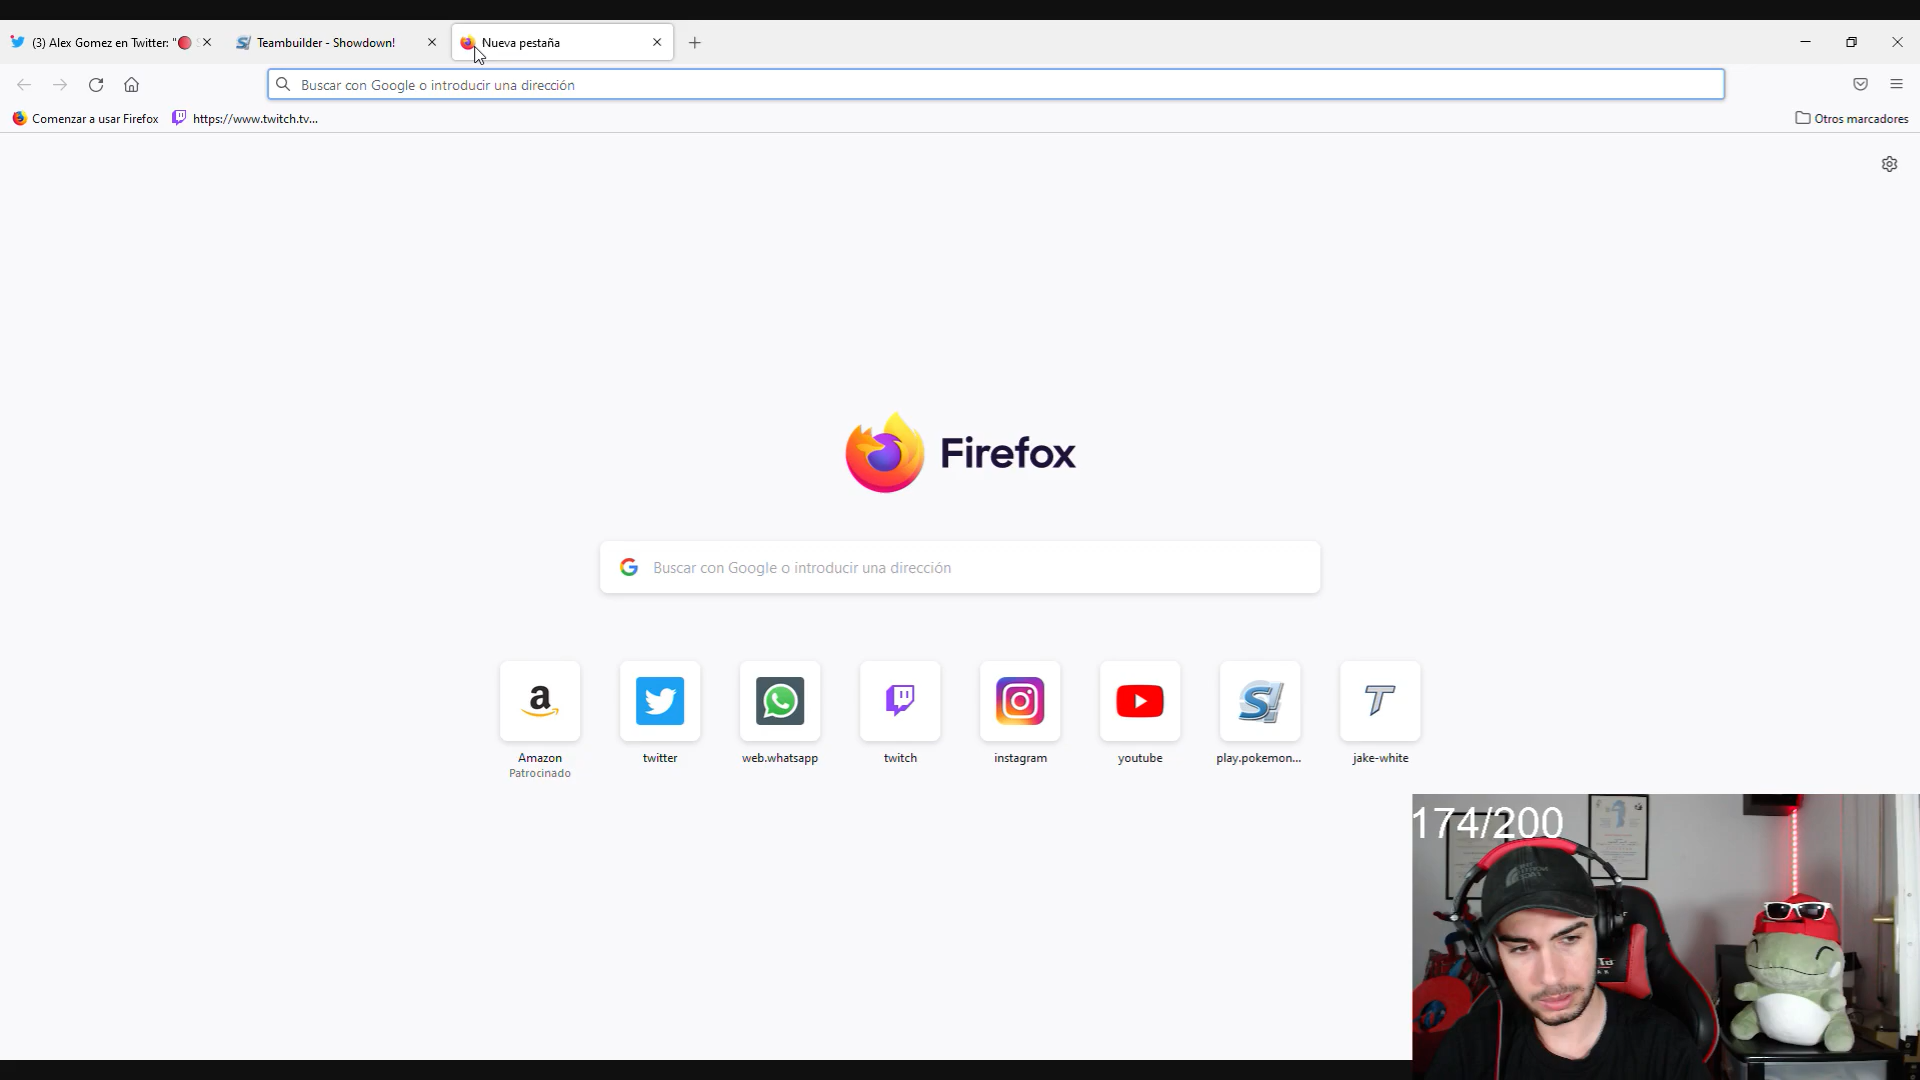 (3) Alex Gomez en Twitter: "🔴 S
Teambuilder - Showdown!
Nueva pestaña
Buscar con Google o introducir una dirección
Comenzar a usar Firefox
https://www.twitch.tv...
Otros marcadores
Firefox
Buscar con Google o introducir una dirección
Amazon
Patrocinado
twitter
web.whatsapp
twitch
instagram
youtube
play.pokemon...
jake-white
174/200